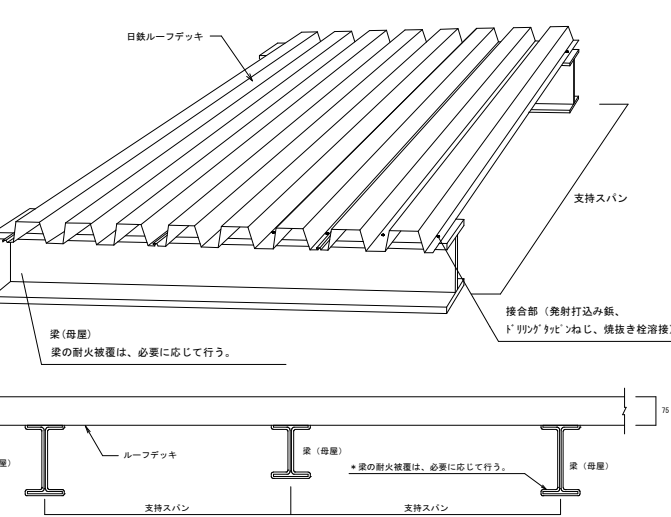 日鉄ルーフデッキ
支持スパン
接合部（発射打込み鋲、
ﾄﾞﾘﾘﾝｸﾞﾀｯﾋﾟﾝねじ、焼抜き栓溶接）
梁（母屋）
梁の耐火被覆は、必要に応じて行う。
75
ルーフデッキ
梁（母屋）
屋）
＊梁の耐火被覆は、必要に応じて行う。
梁（母屋）
支持スパン
支持スパン